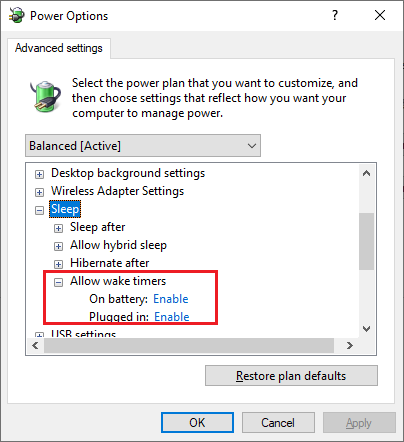 Power Options
Advanced settings
Select the power plan that you want to customize, and
then choose settings that reflect how you want your
computer to manage power.
Balanced [Active]
Desktop background settings
Wireless Adapter Settings
Sleep
Sleep after
Allow hybrid sleep
Hibernate after
Allow wake timers
On battery: Enable
Plugged in: Enable
USB settings
Restore plan defaults
OK
Cancel
Apply